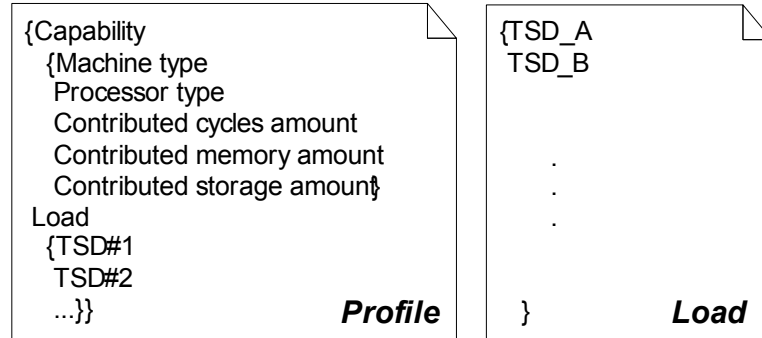 {Capability
{Machine type
Processor type
Contributed cycles amount
Contributed memory amount
Contributed storage amount}
Load
{TSD#1
TSD#2
...}}
Profile
{TSD_A
TSD_B
.
.
.
}
Load